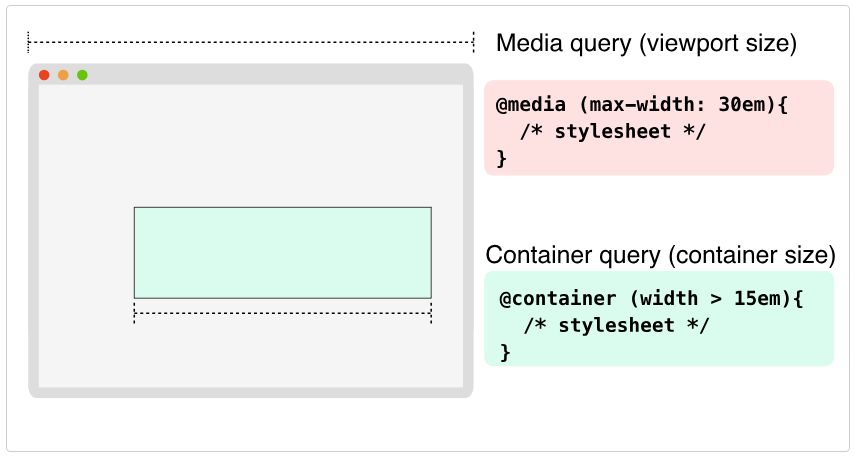 Media query (viewport size)
@media (max-width: 30em){
/* stylesheet */
}
Container query (container size)
@container (width > 15em){
/* stylesheet */
}